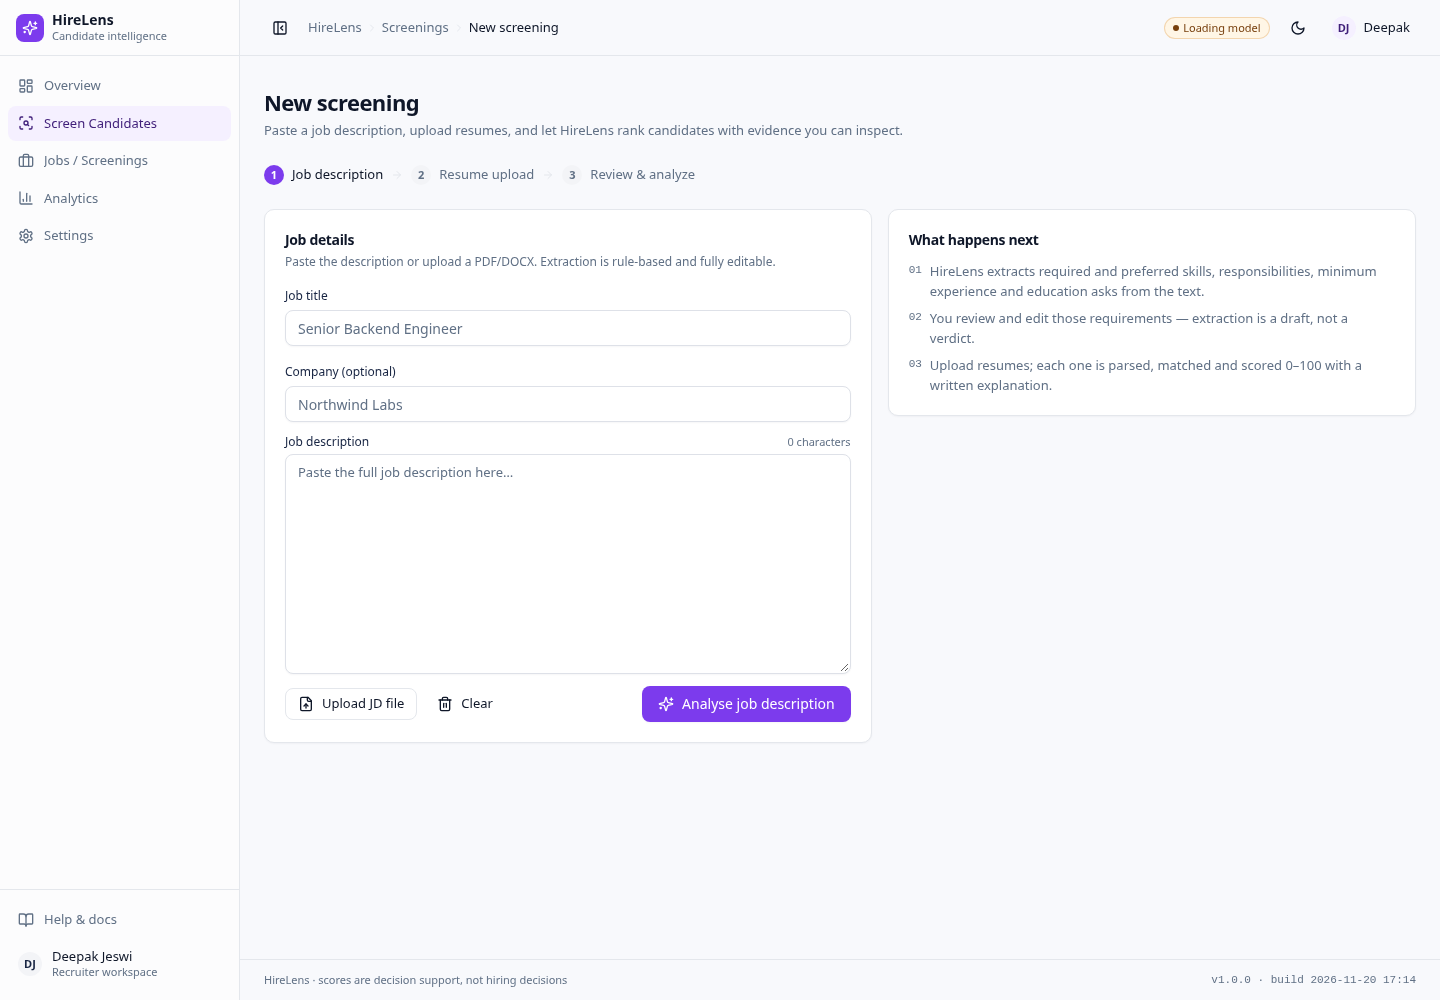 HireLens
Candidate intelligence
Overview
Screen Candidates
Jobs / Screenings
Analytics
Settings
Help & docs
DJ
Deepak Jeswi
Recruiter workspace
HireLens
Screenings
New screening
Loading model
DJ
Deepak
New screening
Paste a job description, upload resumes, and let HireLens rank candidates with evidence you can inspect.
1 Job description
2 Resume upload
3 Review & analyze
Job details
Paste the description or upload a PDF/DOCX. Extraction is rule-based and fully editable.
Job title
Senior Backend Engineer
Company (optional)
Northwind Labs
Job description
0 characters
Paste the full job description here...
Upload JD file
Clear
Analyse job description
What happens next
01 HireLens extracts required and preferred skills, responsibilities, minimum
experience and education asks from the text.
02 You review and edit those requirements — extraction is a draft, not a
verdict.
03 Upload resumes; each one is parsed, matched and scored 0–100 with a
written explanation.
HireLens · scores are decision support, not hiring decisions
v1.0.0 · build 2026-11-20 17:14